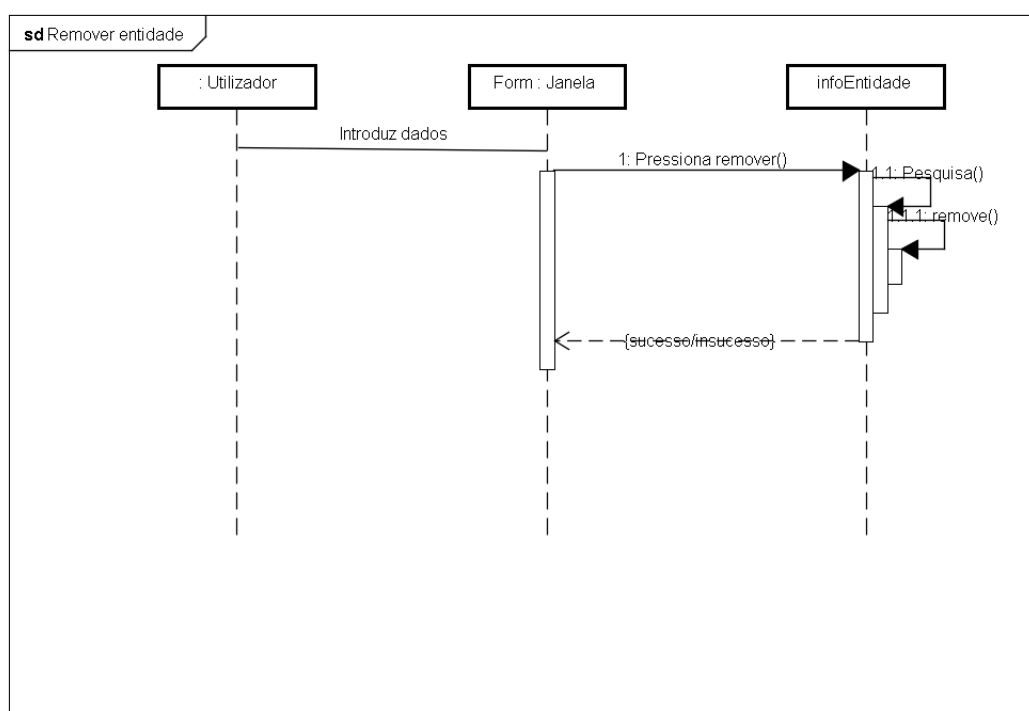 sd Remover entidade
: Utilizador
Form : Janela
infoEntidade
Introduz dados
1: Pressiona remover()
1.1: Pesquisa()
1.1.1: remove()
{sucesso/insucesso}